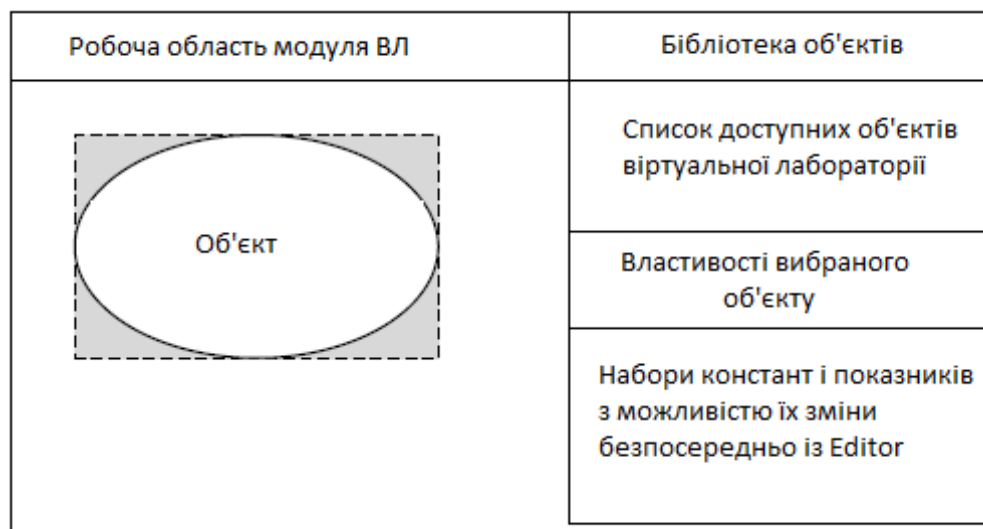 Робоча область модуля ВЛ
Бібліотека об'єктів
Об'єкт
Список доступних об'єктів
віртуальної лабораторії
Властивості вибраного
об'єкту
Набори констант і показників
з можливістю їх зміни
безпосередньо із Editor